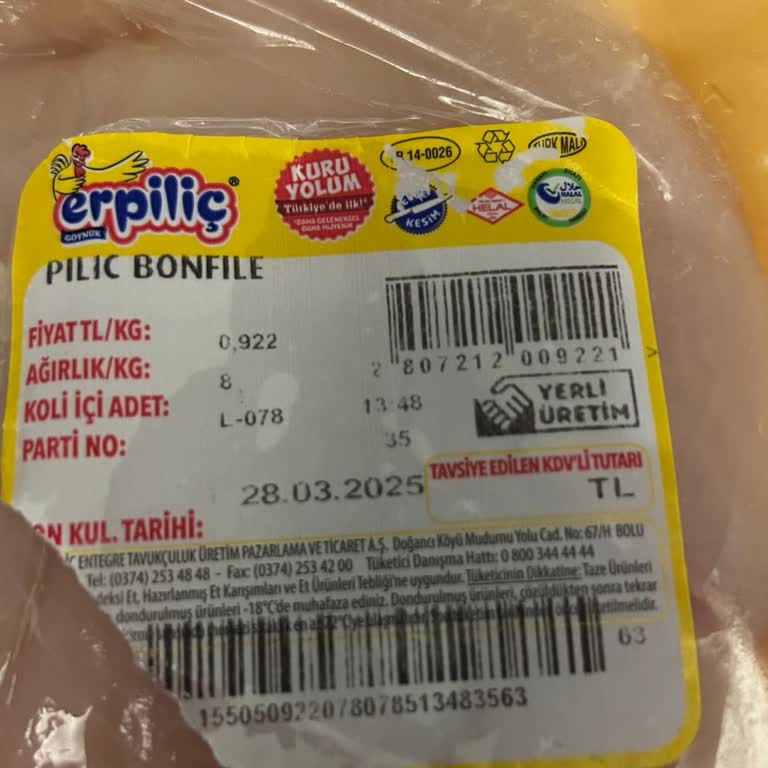 erpiliç®
GÖYNÜK
KURU
YOLUM
Türkiye'de ilk!
"DAHA GELENEKSEL
DAHA HİJYENİK
14-0026
TÜRK MALI
KESİM
HELAL
HALAL
PILIC BONFILE
FİYAT TL/KG:
AĞIRLIK/KG: 0,922
KOLİ İÇİ ADET: 8
PARTİ NO: L-078 13:48
35
2 807212 009221 >
YERLİ
ÜRETİM
28.03.2025
TAVSİYE EDİLEN KDV'Lİ TUTARI
TL
ON KUL. TARİHİ:
ENTEGRE TAVUKÇULUK ÜRETİM PAZARLAMA VE TİCARET A.Ş. Doğancı Köyü Mudurnu Yolu Cad. No: 67/H BOLU
Tel: (0374) 253 48 48 - Fax: (0374) 253 42 00 Tüketici Danışma Hattı: 0 800 344 44 44
deksi Et, Hazırlanmış Et Karışımları ve Et Ürünleri Tebliği'ne uygundur. Tüketicinin Dikkatine: Taze Ürünleri
dondurulmuş ürünleri -18°C'de muhafaza ediniz. Dondurulmuş ürünleri, çözüldükten sonra tekrar
63
155050922078078513483563